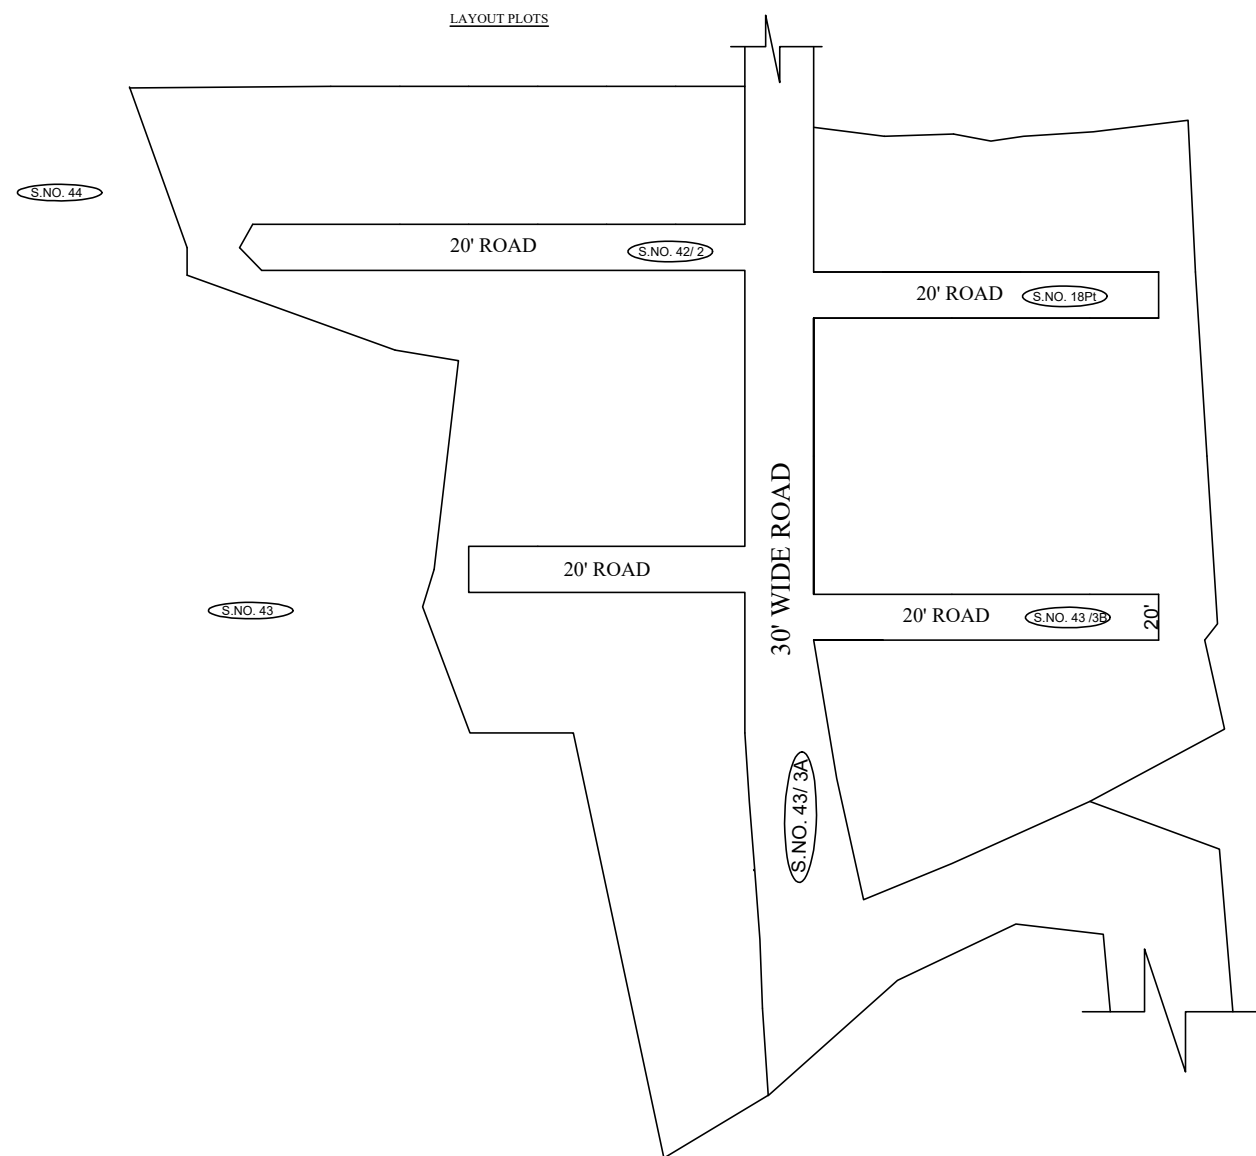 LAYOUT PLOTS
S.NO. 44
20' ROAD
S.NO. 42/ 2
20' ROAD
S.NO. 18Pt
30' WIDE ROAD
20' ROAD
S.NO. 43
20' ROAD
S.NO. 43 /3B
20'
S.NO. 43/ 3A